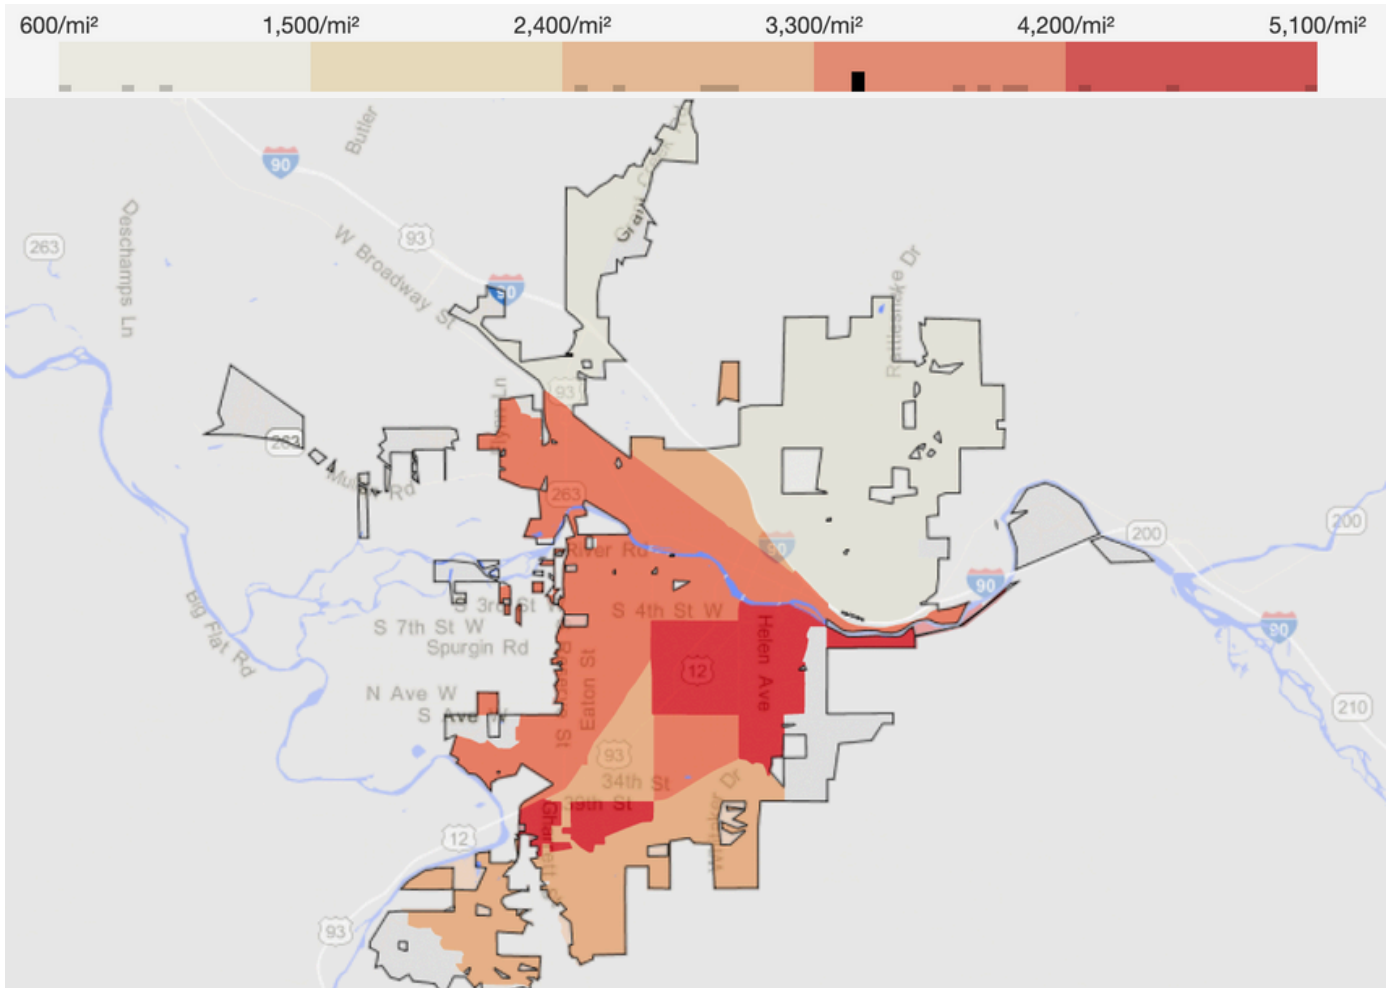 600/mi² 1,500/mi² 2,400/mi² 3,300/mi² 4,200/mi² 5,100/mi²
Butler
90
Deschamps Ln
263
W Broadway St
93
90
Rattlesnake Dr
93
263
Mullan Rd
263
200
200
90
River Rd
90
S 3rd St W
S 4th St W
90
S 7th St W
Big Flat Rd
Spurgin Rd
Helen Ave
12
Eaton St
N Ave W
S Ave W
210
93
34th St
39th St
12
93